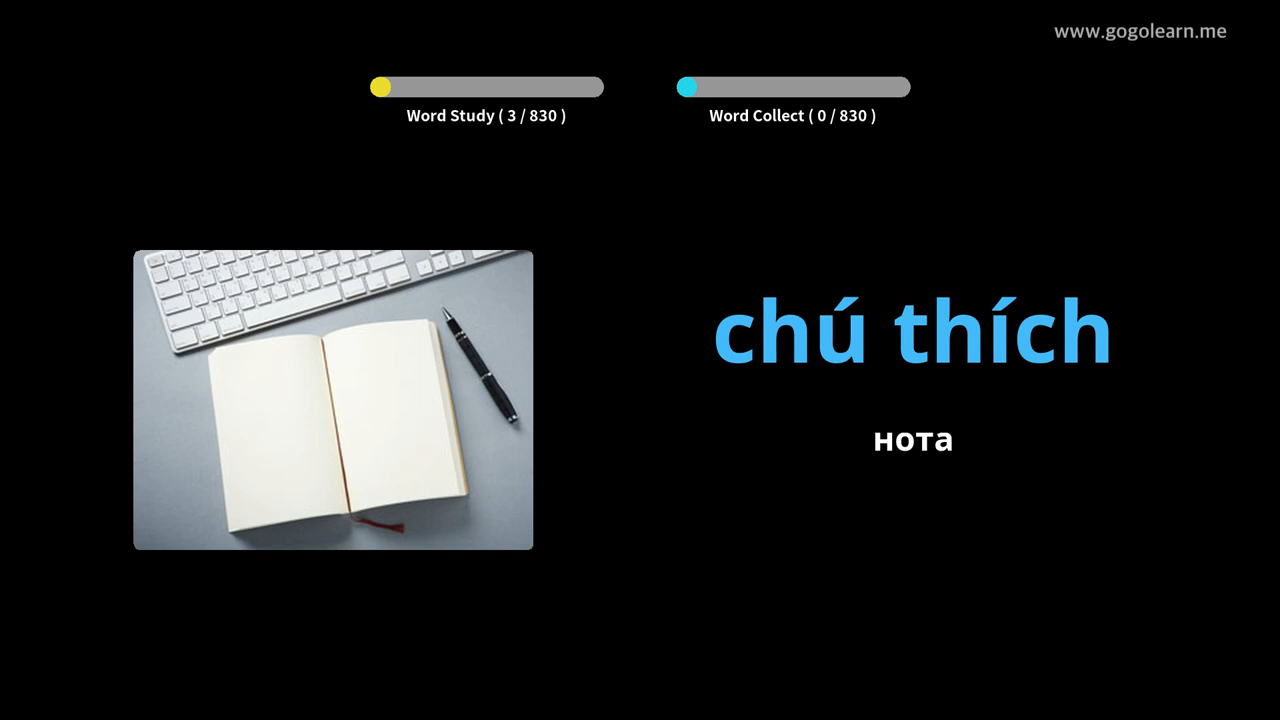 www.gogolearn.me
Word Study ( 3 / 830 )
Word Collect ( 0 / 830 )
chú thích
нота